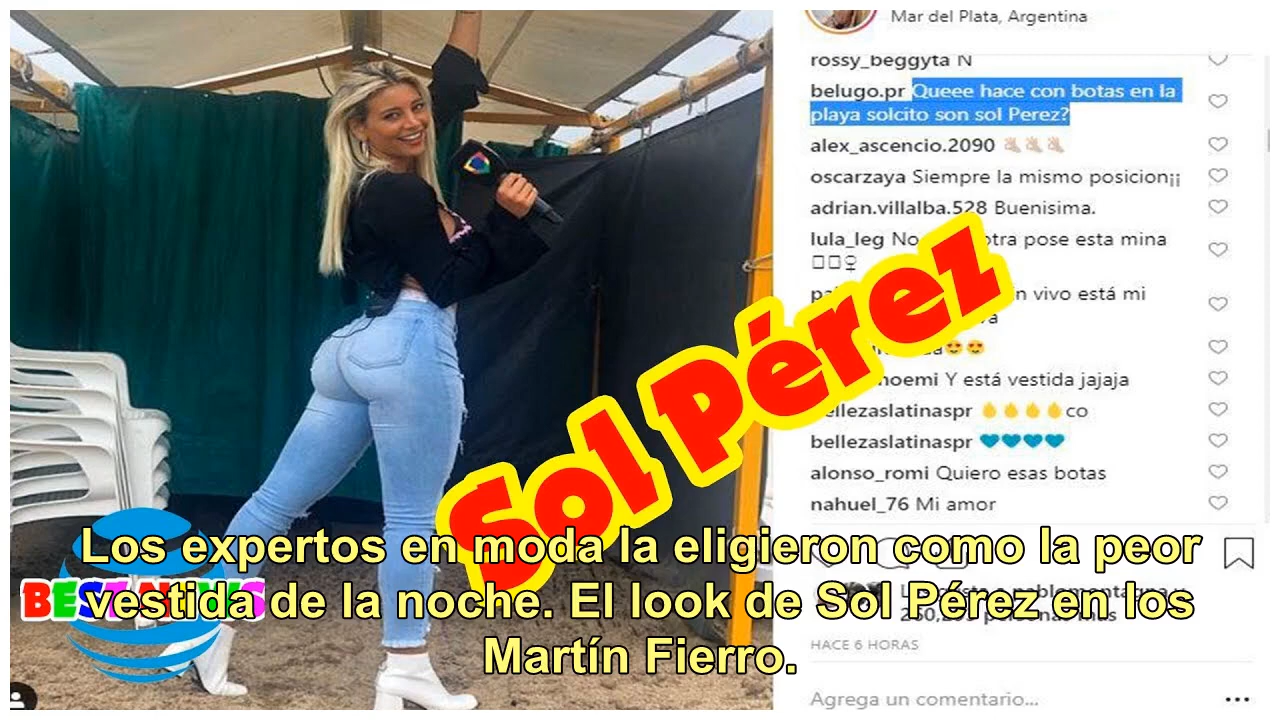 Mar del Plata, Argentina
rossy_beggyta N
belugo.pr Queee hace con botas en la
playa solcito son sol Perez?
alex_ascencio.2090
oscarzaya Siempre la mismo posicion¡¡
adrian.villalba.528 Buenisima.
lula_leg No otra pose esta mina
vivo está mi
noemi Y está vestida jajaja
bellezaslatinaspr co
bellezaslatinaspr
alonso_romi Quiero esas botas
nahuel_76 Mi amor
Sol Pérez
BEST NEWS
Los expertos en moda la eligieron como la peor
vestida de la noche. El look de Sol Pérez en los
Martín Fierro.
HACE 6 HORAS
Agrega un comentario...